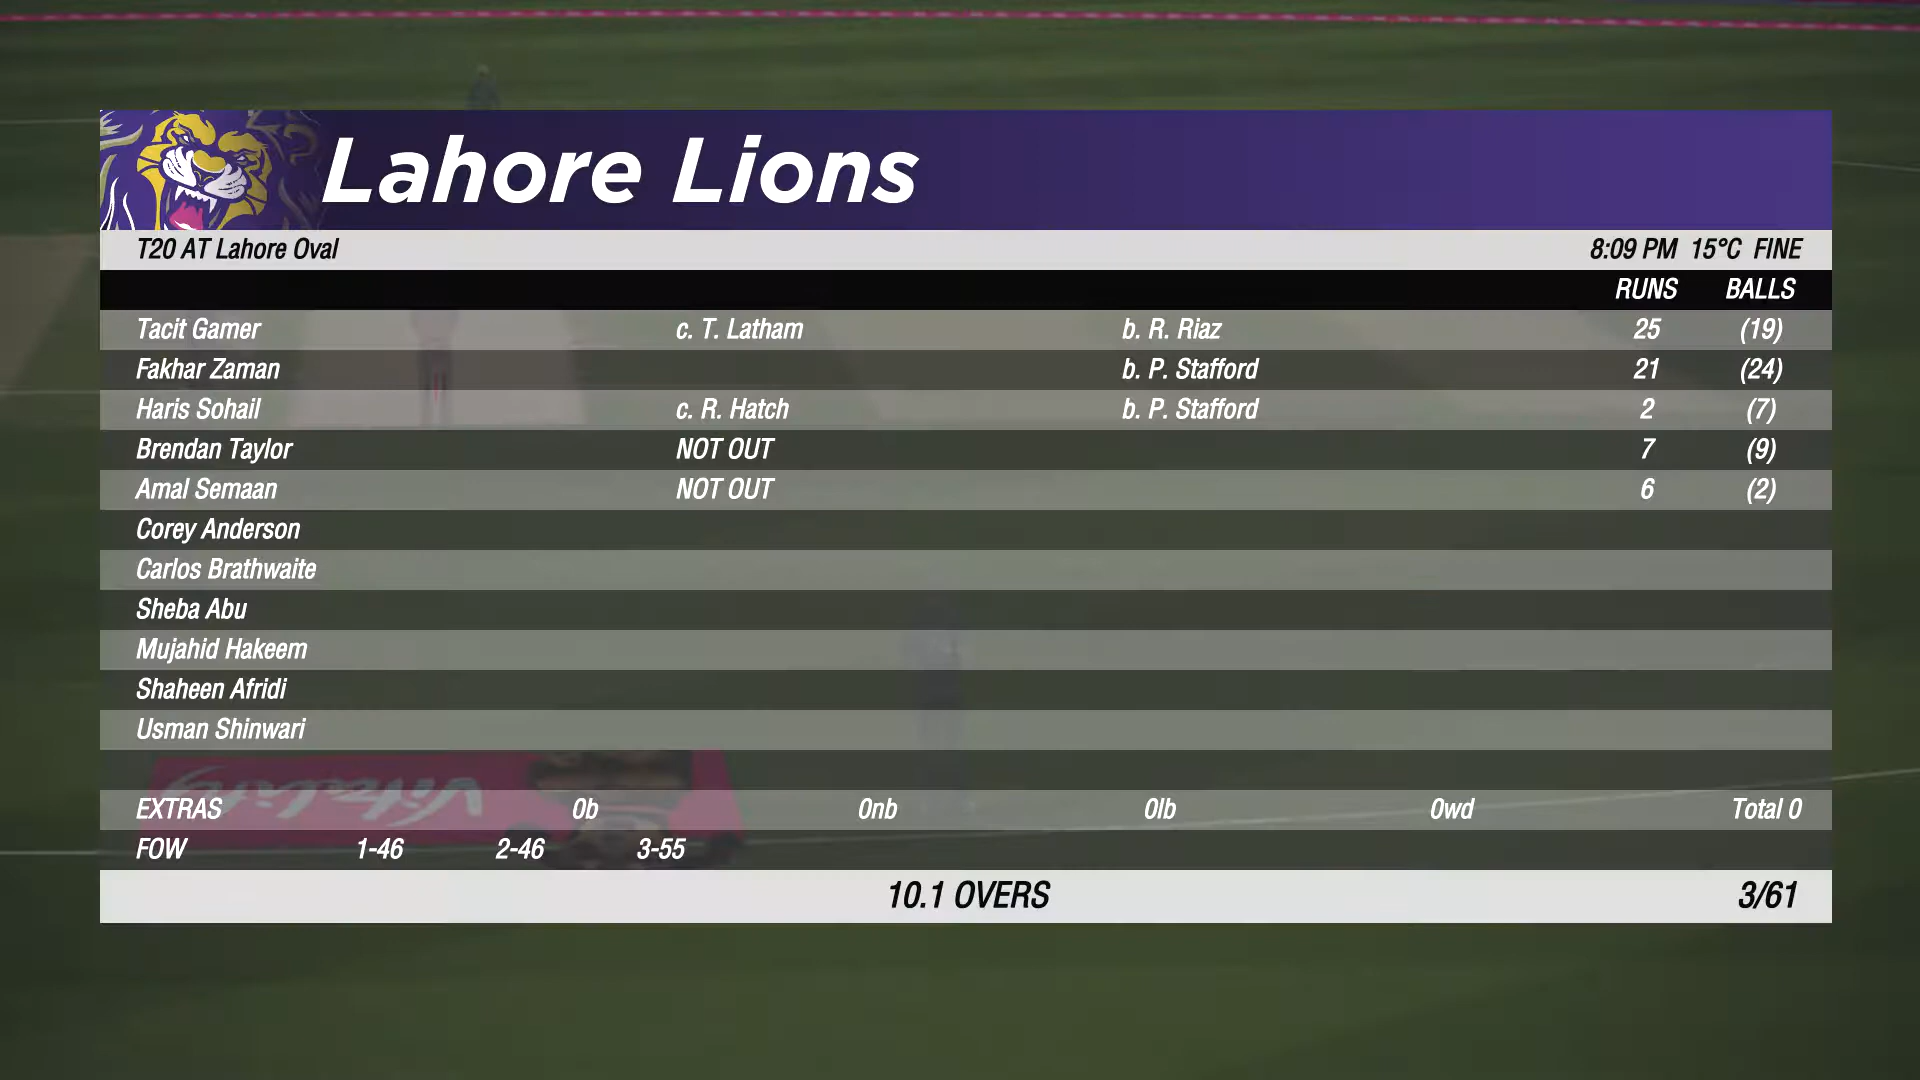 Lahore Lions
T20 AT Lahore Oval 8:09 PM 15°C FINE
RUNS BALLS
Tacit Gamer c. T. Latham b. R. Riaz 25 (19)
Fakhar Zaman b. P. Stafford 21 (24)
Haris Sohail c. R. Hatch b. P. Stafford 2 (7)
Brendan Taylor NOT OUT 7 (9)
Amal Semaan NOT OUT 6 (2)
Corey Anderson
Carlos Brathwaite
Sheba Abu
Mujahid Hakeem
Shaheen Afridi
Usman Shinwari
Vitality
EXTRAS 0b 0nb 0lb 0wd Total 0
FOW 1-46 2-46 3-55
10.1 OVERS 3/61